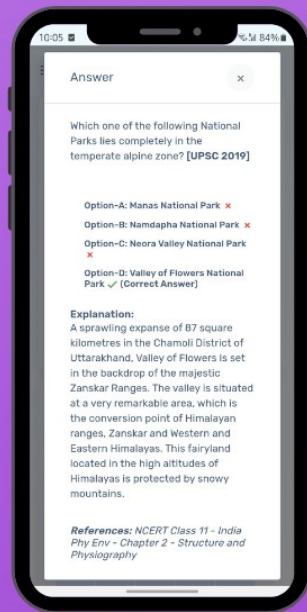 10:05
84%
Answer
×
Which one of the following National
Parks lies completely in the
temperate alpine zone? [UPSC 2019]
Option-A: Manas National Park ×
Option-B: Namdapha National Park ×
Option-C: Neora Valley National Park
×
Option-D: Valley of Flowers National
Park ✓ (Correct Answer)
Explanation:
A sprawling expanse of 87 square
kilometres in the Chamoli District of
Uttarakhand, Valley of Flowers is set
in the backdrop of the majestic
Zanskar Ranges. The valley is situated
at a very remarkable area, which is
the conversion point of Himalayan
ranges, Zanskar and Western and
Eastern Himalayas. This fairyland
located in the high altitudes of
Himalayas is protected by snowy
mountains.
References: NCERT Class 11 - India
Phy Env - Chapter 2 - Structure and
Physiography